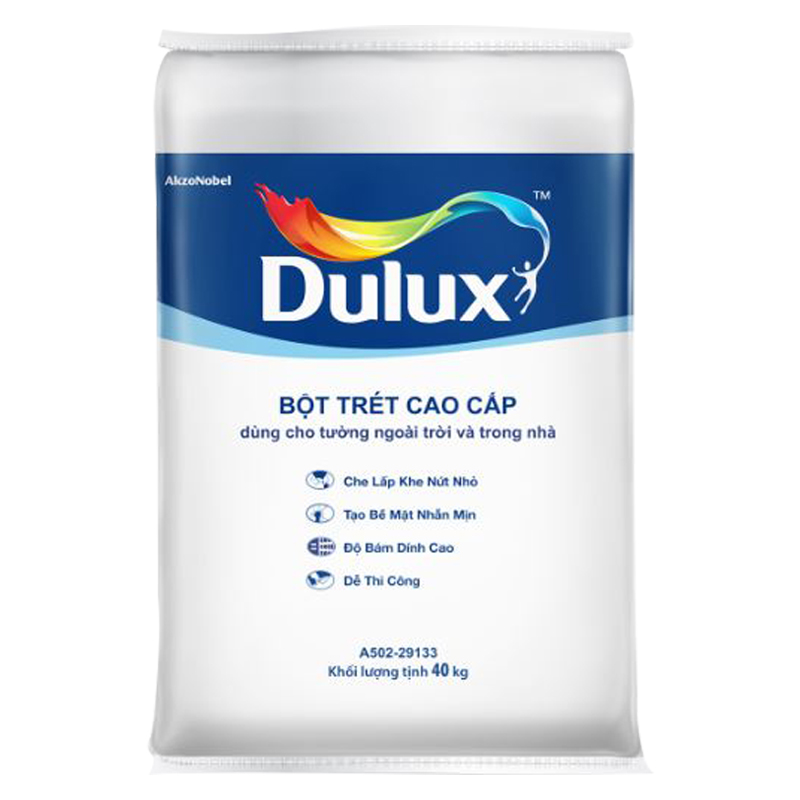 AkzoNobel
TM
Dulux
BỘT TRÉT CAO CẤP
dùng cho tường ngoài trời và trong nhà
Che Lấp Khe Nứt Nhỏ
Tạo Bề Mặt Nhẵn Mịn
Độ Bám Dính Cao
Dễ Thi Công
A502-29133
Khối lượng tịnh 40 kg